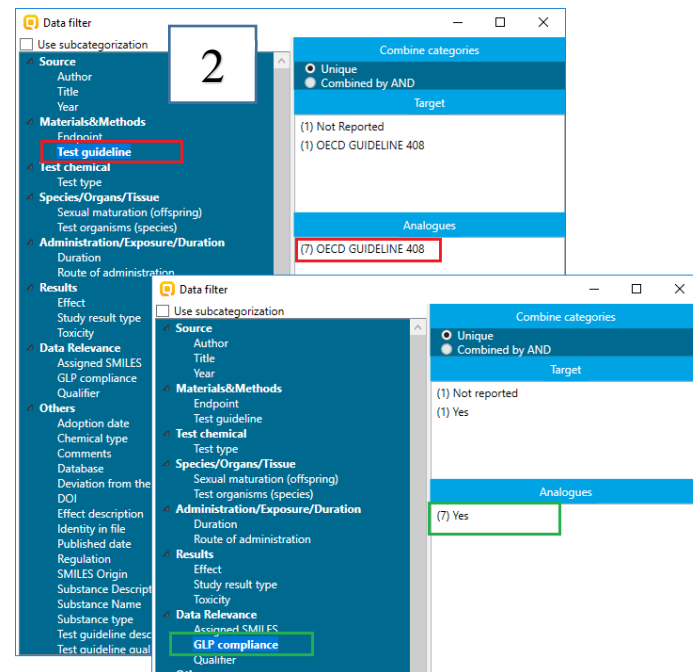 Data filter
Use subcategorization
2
Source
Author
Title
Year
Materials&Methods
Endpoint
Test guideline
Test chemical
Test type
Species/Organs/Tissue
Sexual maturation (offspring)
Test organisms (species)
Administration/Exposure/Duration
Duration
Route of administration
Results
Effect
Study result type
Toxicity
Data Relevance
Assigned SMILES
GLP compliance
Qualifier
Others
Adoption date
Chemical type
Comments
Database
Deviation from the
DOI
Effect description
Identity in file
Published date
Regulation
SMILES Origin
Substance Descript
Substance Name
Substance type
Test guideline desc
Test guideline qual
Combine categories
Unique
Combined by AND
Target
(1) Not Reported
(1) OECD GUIDELINE 408
Analogues
(7) OECD GUIDELINE 408
Data filter
Use subcategorization
Source
Author
Title
Year
Materials&Methods
Endpoint
Test guideline
Test chemical
Test type
Species/Organs/Tissue
Sexual maturation (offspring)
Test organisms (species)
Administration/Exposure/Duration
Duration
Route of administration
Results
Effect
Study result type
Toxicity
Data Relevance
Assigned SMILES
GLP compliance
Qualifier
Combine categories
Unique
Combined by AND
Target
(1) Not reported
(1) Yes
Analogues
(7) Yes